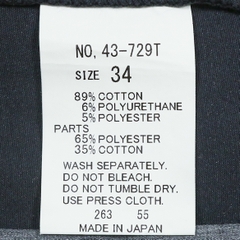 NO, 43-729T
SIZE 34
89% COTTON
6% POLYURETHANE
5% POLYESTER
PARTS
65% POLYESTER
35% COTTON
WASH SEPARATELY.
DO NOT BLEACH.
DO NOT TUMBLE DRY.
USE PRESS CLOTH.
263 55
MADE IN JAPAN